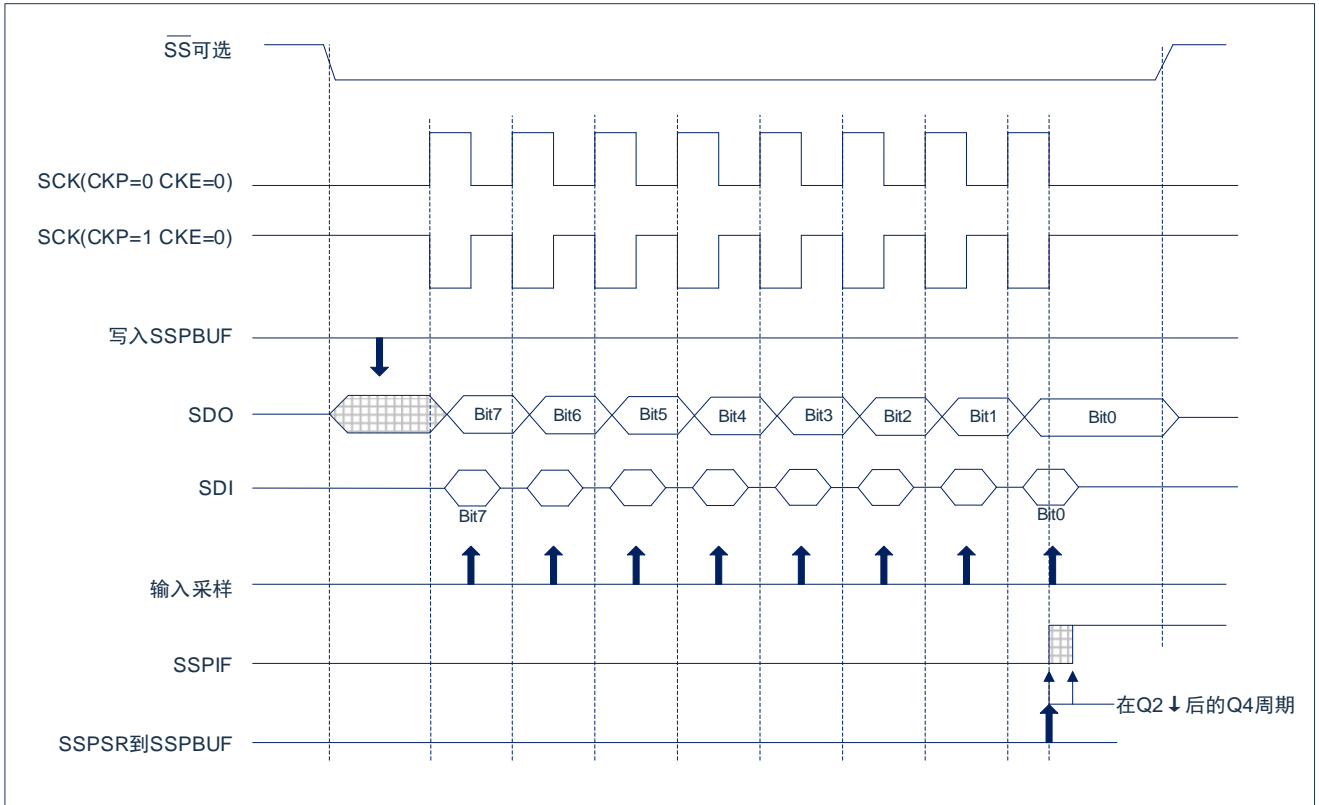 SS可选
SCK(CKP=0 CKE=0)
SCK(CKP=1 CKE=0)
写入SSPBUF
SDO
Bit7 Bit6 Bit5 Bit4 Bit3 Bit2 Bit1 Bit0
SDI
Bit7 Bit0
输入采样
SSPIF
在Q2↓后的Q4周期
SSPSR到SSPBUF